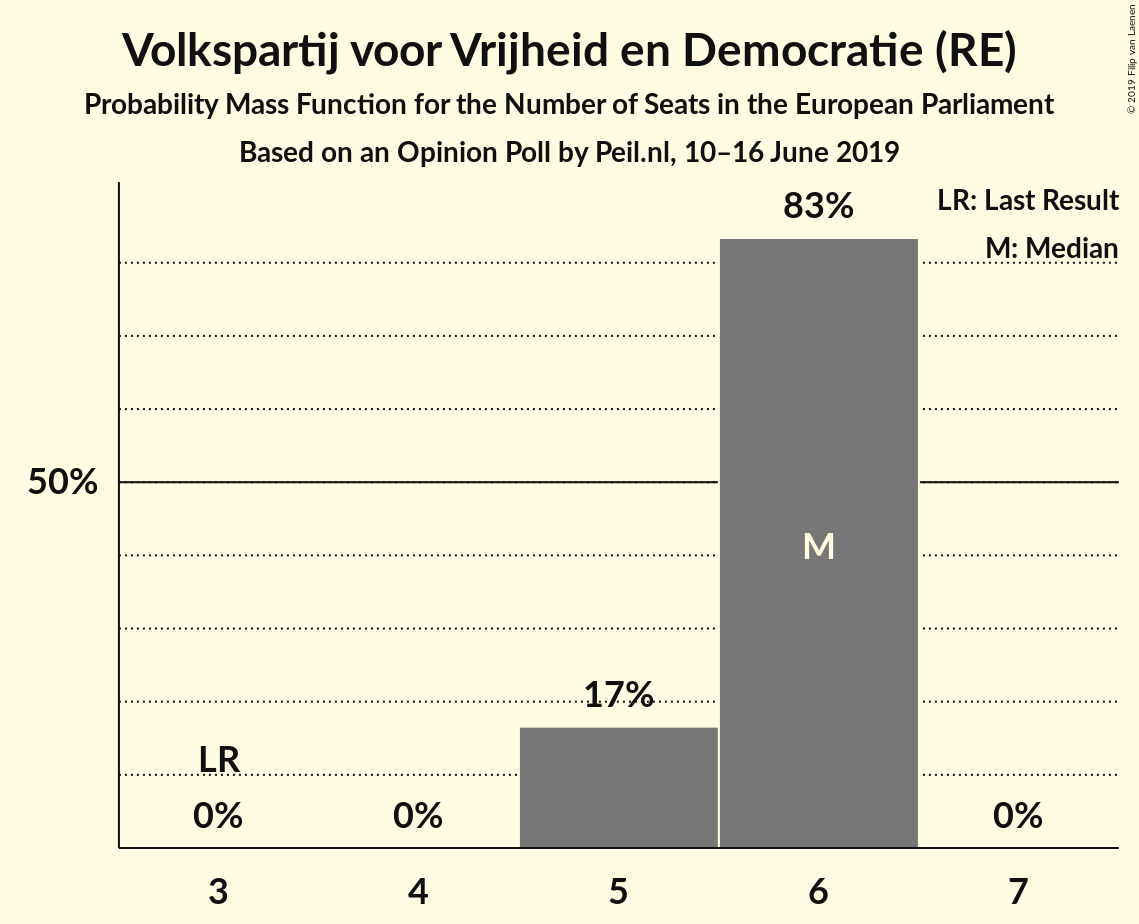 Volkspartij voor Vrijheid en Democratie (RE)
Probability Mass Function for the Number of Seats in the European Parliament
Based on an Opinion Poll by Peil.nl, 10–16 June 2019
© 2019 Filip van Laenen
LR: Last Result
M: Median
83%
50%
M
17%
LR
0%
0%
0%
3
4
5
6
7